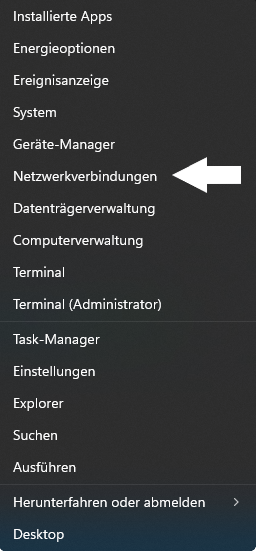 Installierte Apps
Energieoptionen
Ereignisanzeige
System
Geräte-Manager
Netzwerkverbindungen
Datenträgerverwaltung
Computerverwaltung
Terminal
Terminal (Administrator)
Task-Manager
Einstellungen
Explorer
Suchen
Ausführen
Herunterfahren oder abmelden
Desktop